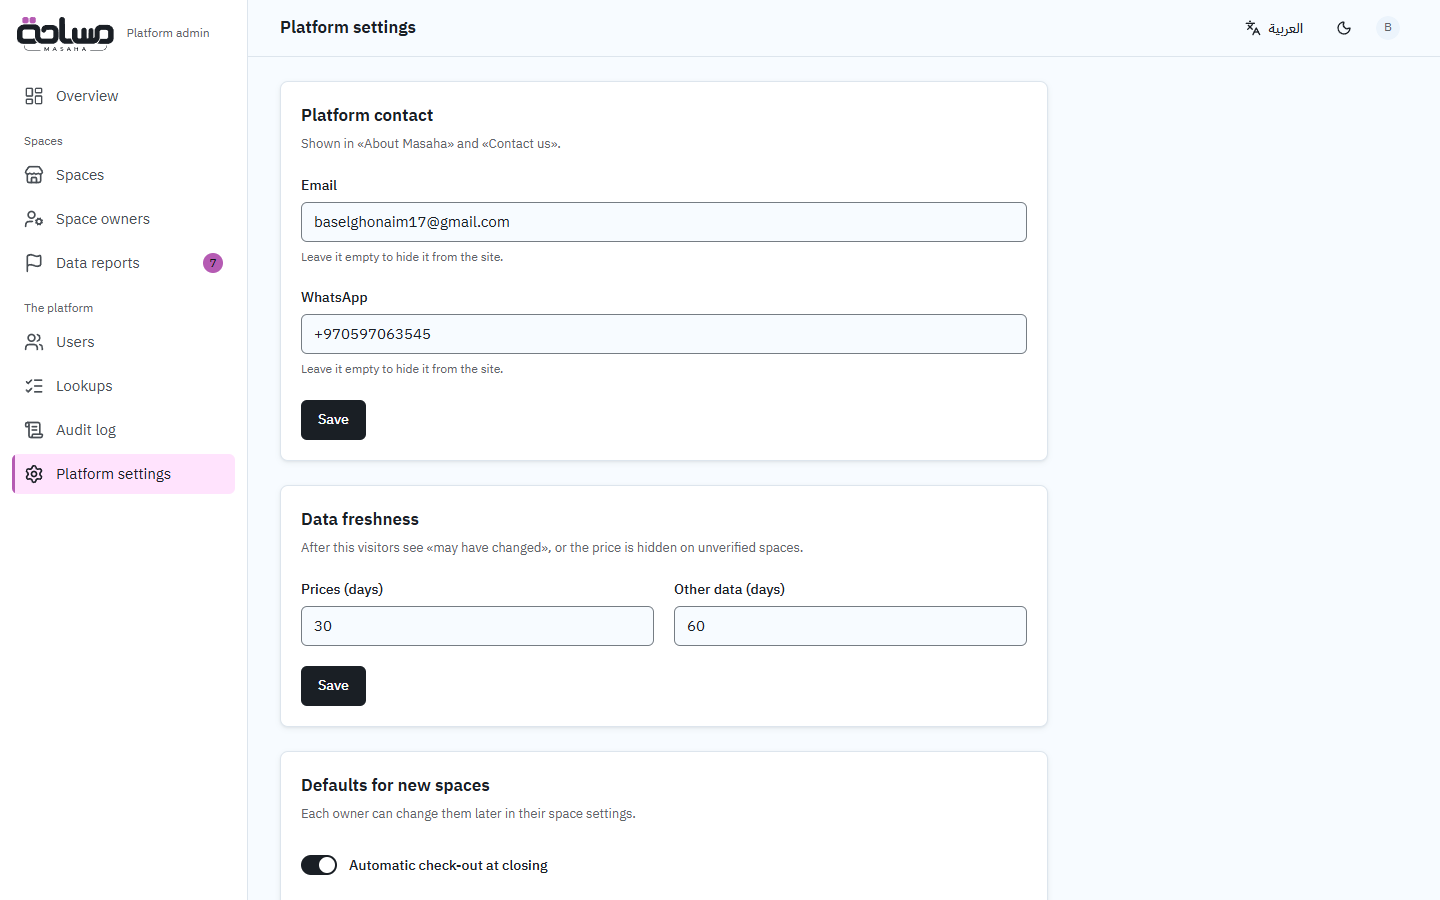 مساحة
MASAHA
Platform admin
Overview
Spaces
Spaces
Space owners
Data reports
7
The platform
Users
Lookups
Audit log
Platform settings
Platform settings
العربية
B
Platform contact
Shown in «About Masaha» and «Contact us».
Email
baselghonaim17@gmail.com
Leave it empty to hide it from the site.
WhatsApp
+970597063545
Leave it empty to hide it from the site.
Save
Data freshness
After this visitors see «may have changed», or the price is hidden on unverified spaces.
Prices (days)
Other data (days)
30
60
Save
Defaults for new spaces
Each owner can change them later in their space settings.
Automatic check-out at closing